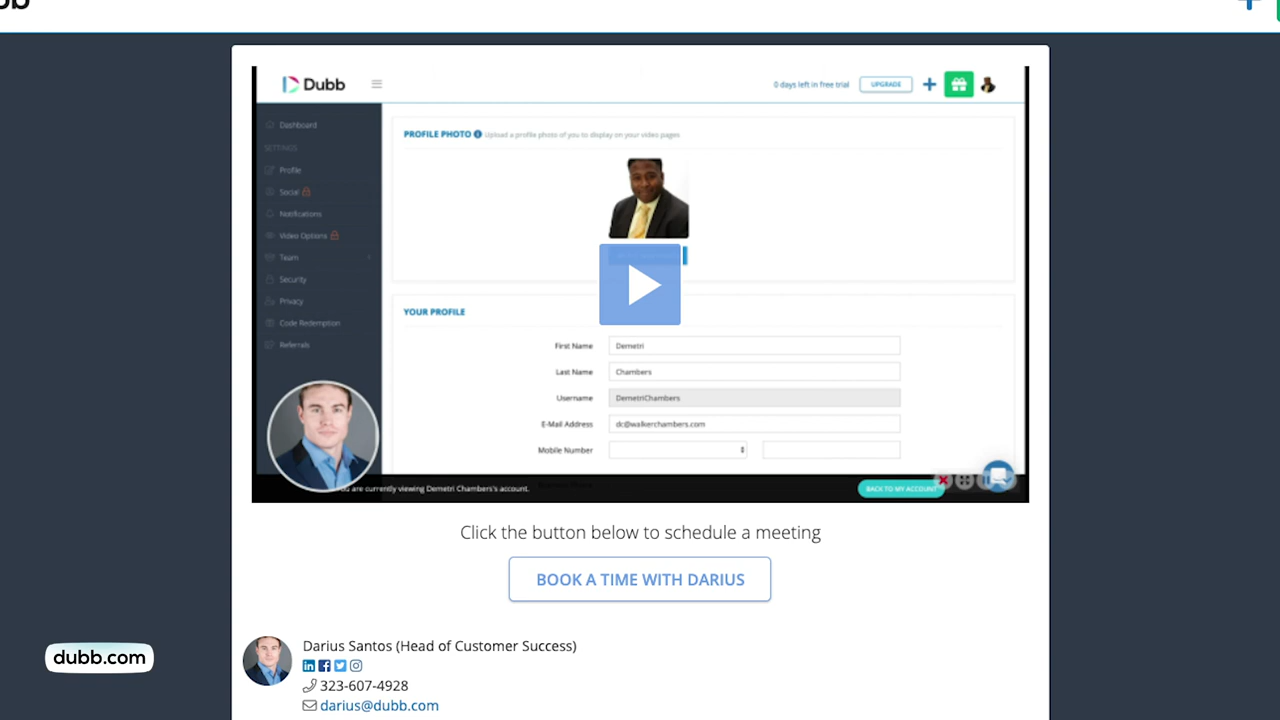 Dubb
0 days left in free trial
UPGRADE
Dashboard
SETTINGS
Profile
Social
Notifications
Video Options
Team
Security
Privacy
Code Redemption
Referrals
PROFILE PHOTO Upload a profile photo of you to display on your video pages
YOUR PROFILE
First Name Demetri
Last Name Chambers
Username DemetriChambers
E-Mail Address dc@walkerchambers.com
Mobile Number
are currently viewing Demetri Chambers's account.
BACK TO MY ACCOUNT
Click the button below to schedule a meeting
BOOK A TIME WITH DARIUS
Darius Santos (Head of Customer Success)
323-607-4928
darius@dubb.com
dubb.com